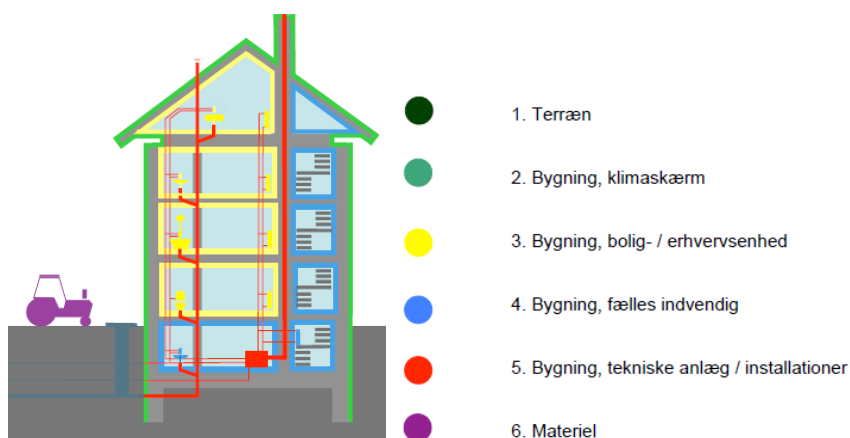 1. Terræn
2. Bygning, klimaskærm
3. Bygning, bolig- / erhvervsenhed
4. Bygning, fælles indvendig
5. Bygning, tekniske anlæg / installationer
6. Materiel